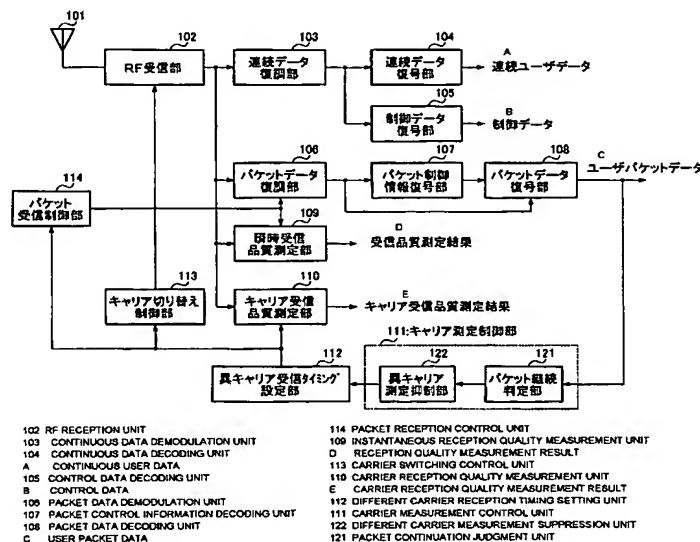 101
102
RF受信部
103
連続データ
復調部
104
連続データ
復号部
A
連続ユーザデータ
105
制御データ
復号部
B
制御データ
106
パケットデータ
復調部
107
パケット制御
情報復号部
108
パケットデータ
復号部
C
ユーザパケットデータ
114
パケット
受信制御部
109
瞬時受信
品質測定部
D
受信品質測定結果
113
キャリア切り替え
制御部
110
キャリア受信
品質測定部
E
キャリア受信品質測定結果
111:キャリア測定制御部
112
異キャリア受信タイミング
設定部
122
異キャリア
測定抑制部
121
パケット継続
判定部
102 RF RECEPTION UNIT
103 CONTINUOUS DATA DEMODULATION UNIT
104 CONTINUOUS DATA DECODING UNIT
A CONTINUOUS USER DATA
105 CONTROL DATA DECODING UNIT
B CONTROL DATA
106 PACKET DATA DEMODULATION UNIT
107 PACKET CONTROL INFORMATION DECODING UNIT
108 PACKET DATA DECODING UNIT
C USER PACKET DATA
114 PACKET RECEPTION CONTROL UNIT
109 INSTANTANEOUS RECEPTION QUALITY MEASUREMENT UNIT
D RECEPTION QUALITY MEASUREMENT RESULT
113 CARRIER SWITCHING CONTROL UNIT
110 CARRIER RECEPTION QUALITY MEASUREMENT UNIT
E CARRIER RECEPTION QUALITY MEASUREMENT RESULT
112 DIFFERENT CARRIER RECEPTION TIMING SETTING UNIT
111 CARRIER MEASUREMENT CONTROL UNIT
122 DIFFERENT CARRIER MEASUREMENT SUPPRESSION UNIT
121 PACKET CONTINUATION JUDGMENT UNIT